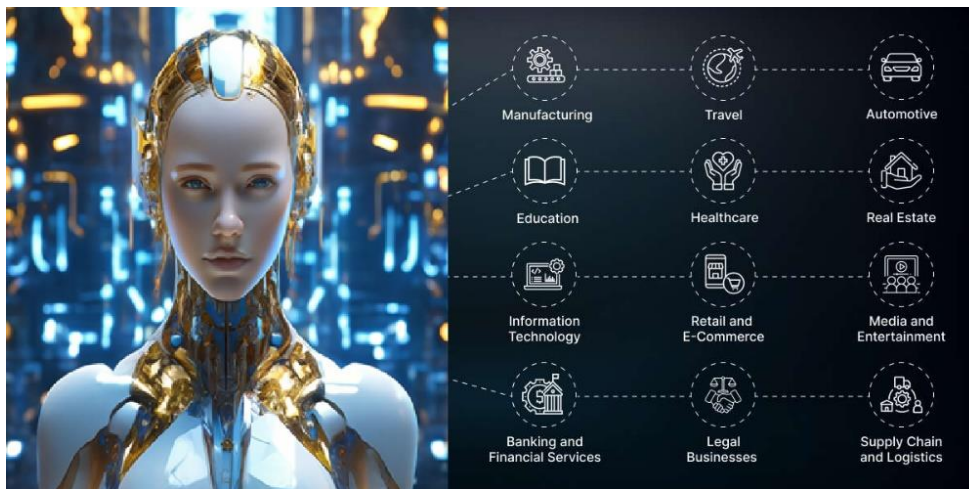 Manufacturing
Travel
Automotive
Education
Healthcare
Real Estate
Information
Technology
Retail and
E-Commerce
Media and
Entertainment
Banking and
Financial Services
Legal
Businesses
Supply Chain
and Logistics